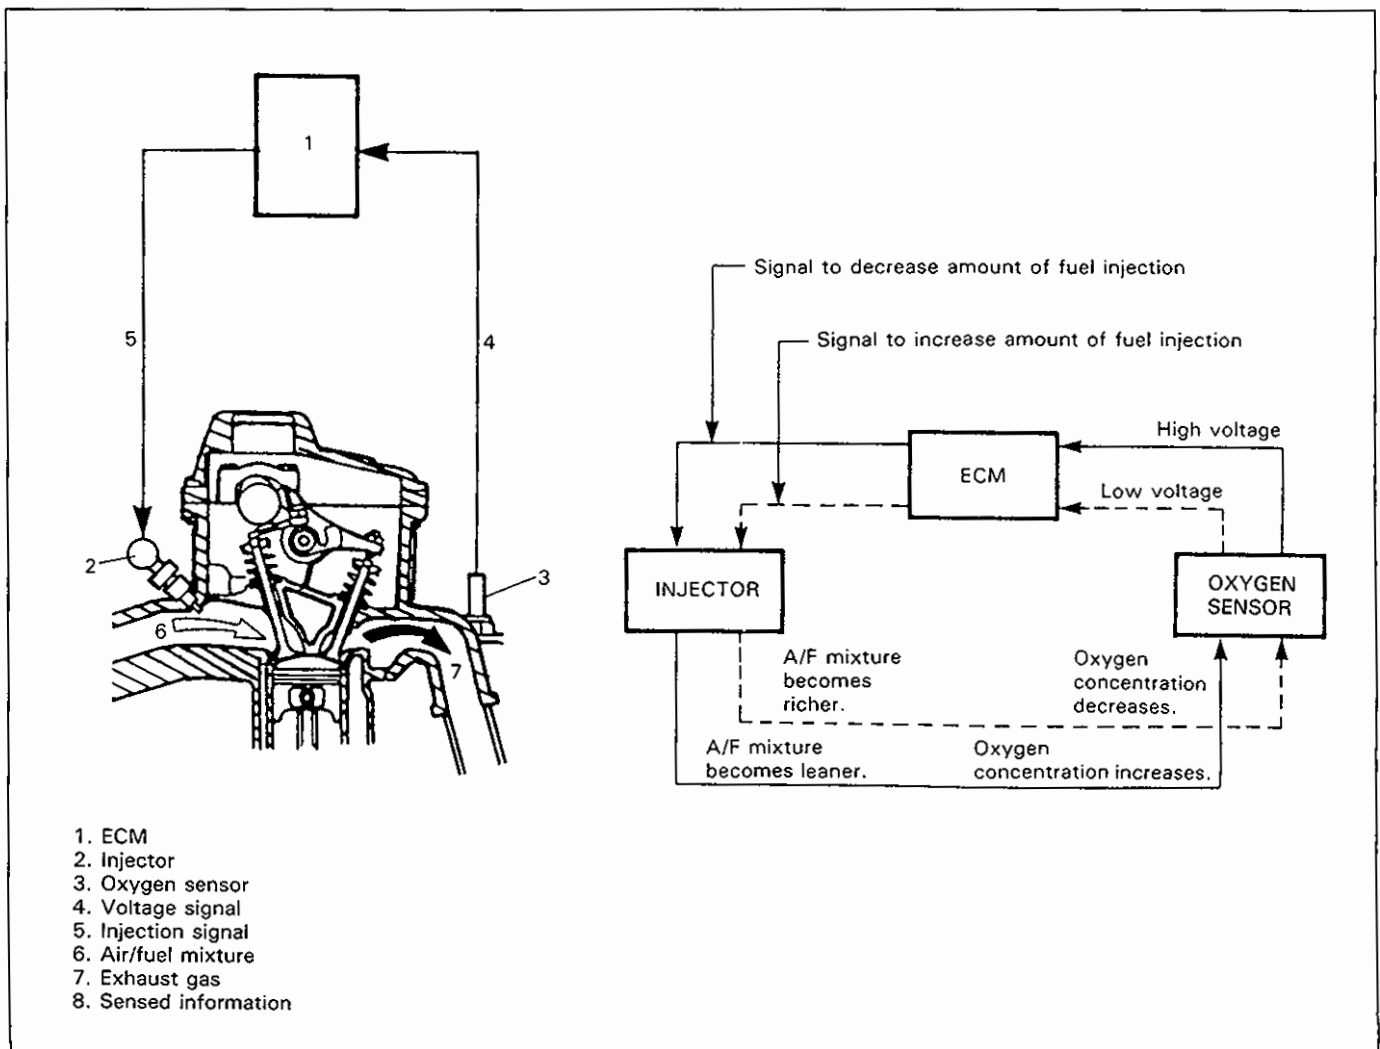 1
5
4
2
3
6
7
Signal to decrease amount of fuel injection
Signal to increase amount of fuel injection
High voltage
ECM
Low voltage
INJECTOR
OXYGEN
SENSOR
A/F mixture
becomes
richer.
Oxygen
concentration
decreases.
A/F mixture
becomes leaner.
Oxygen
concentration increases.
1. ECM
2. Injector
3. Oxygen sensor
4. Voltage signal
5. Injection signal
6. Air/fuel mixture
7. Exhaust gas
8. Sensed information